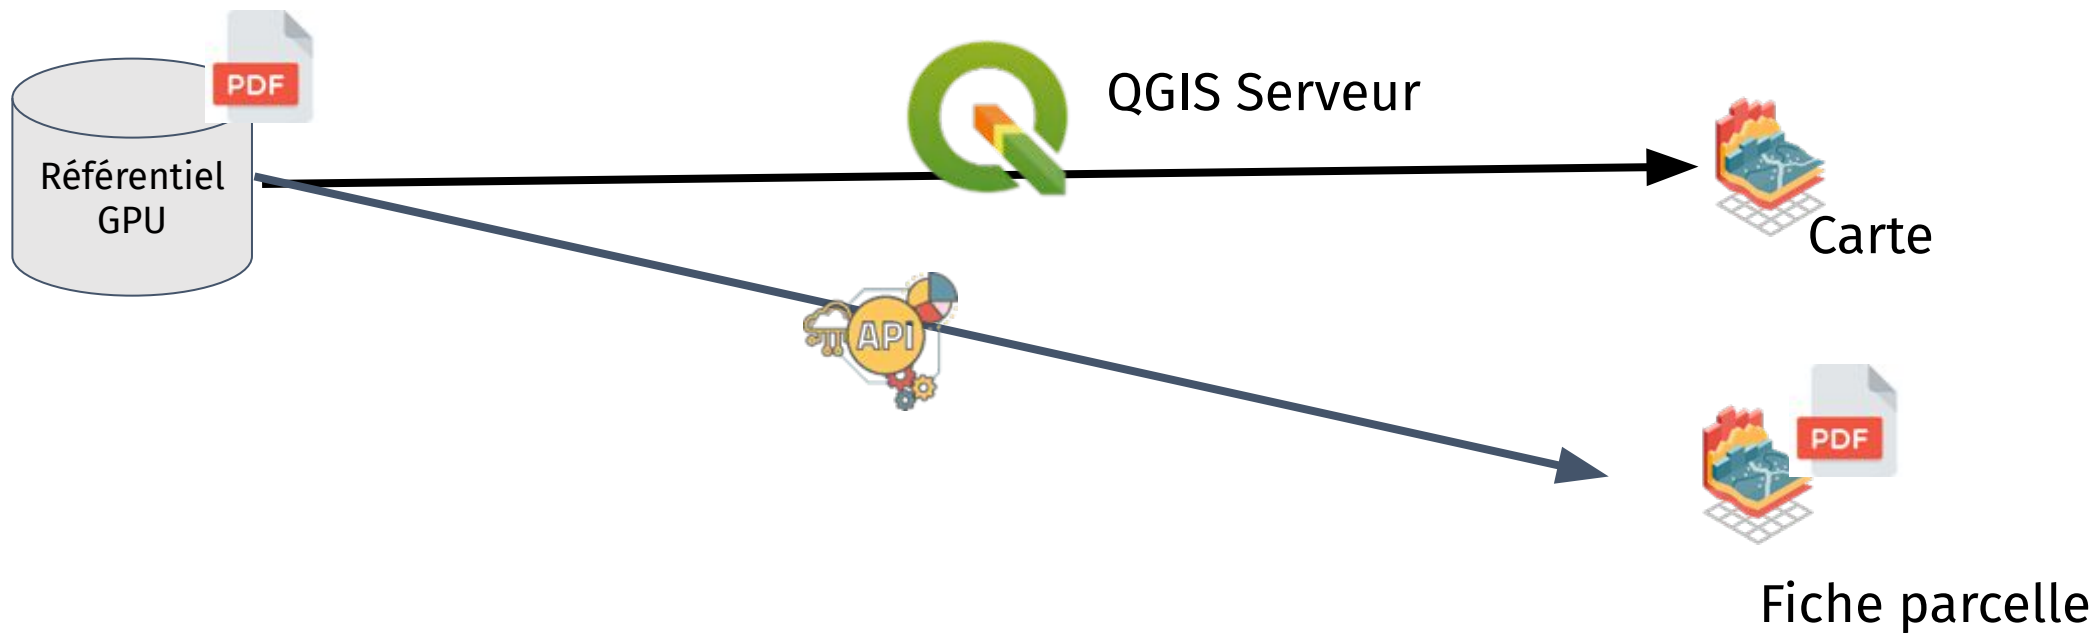 PDF
QGIS Serveur
Référentiel
GPU
Carte
API
PDF
Fiche parcelle